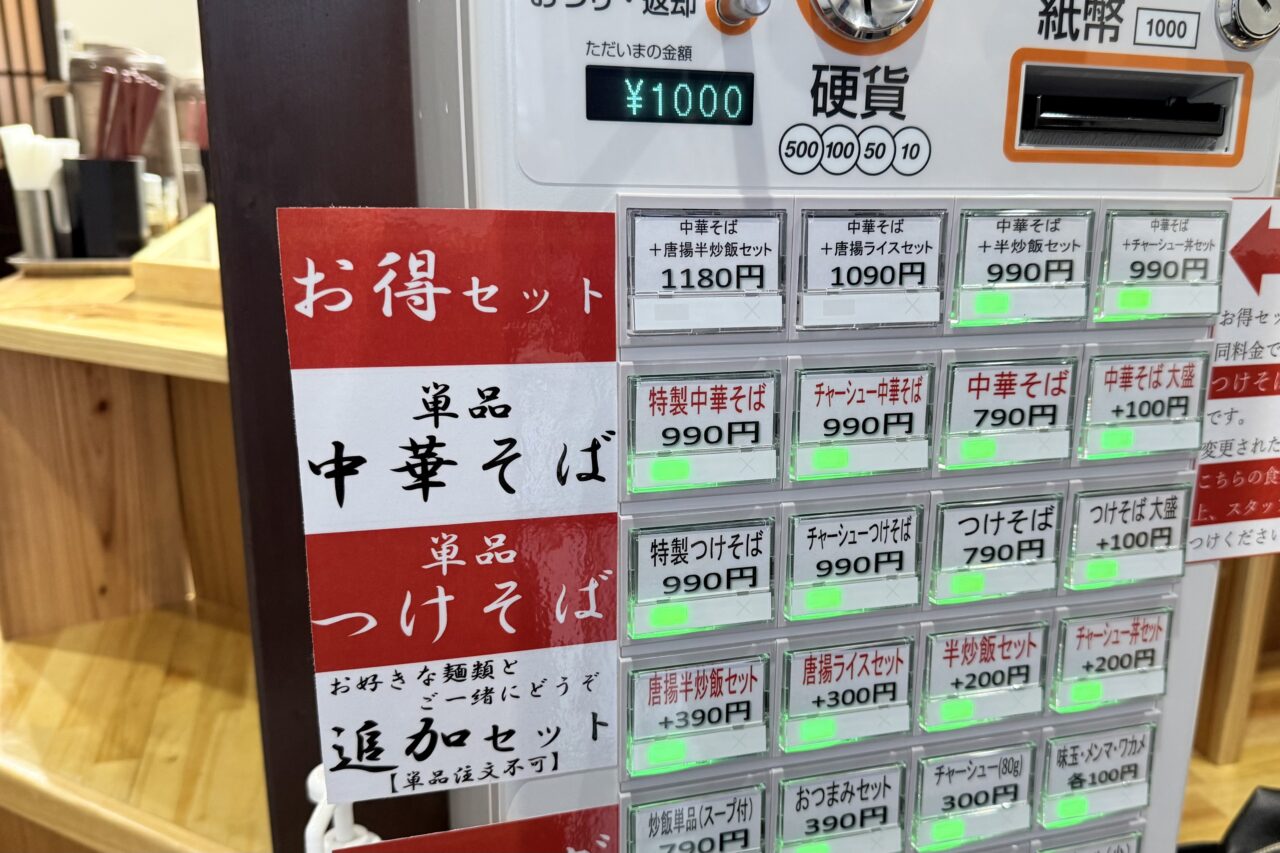 おつり・返却
ただいまの金額
¥1000
硬貨
500 100 50 10
紙幣 1000
お得セット
中華そば
+唐揚半炒飯セット
1180円
中華そば
+唐揚ライスセット
1090円
中華そば
+半炒飯セット
990円
中華そば
+チャーシュー丼セット
990円
単品
中華そば
特製中華そば
990円
チャーシュー中華そば
990円
中華そば
790円
中華そば 大盛
+100円
単品
つけそば
特製つけそば
990円
チャーシューつけそば
990円
つけそば
790円
つけそば 大盛
+100円
お好きな麺類と
ご一緒にどうぞ
追加セット
【単品注文不可】
唐揚半炒飯セット
+390円
唐揚ライスセット
+300円
半炒飯セット
+200円
チャーシュー丼セット
+200円
炒飯単品(スープ付)
790円
おつまみセット
390円
チャーシュー(80g)
300円
味玉・メンマ・ワカメ
各100円
お得セッ
同料金で
つけそば
です。
変更された
こちらの食
上、スタッ
つけください